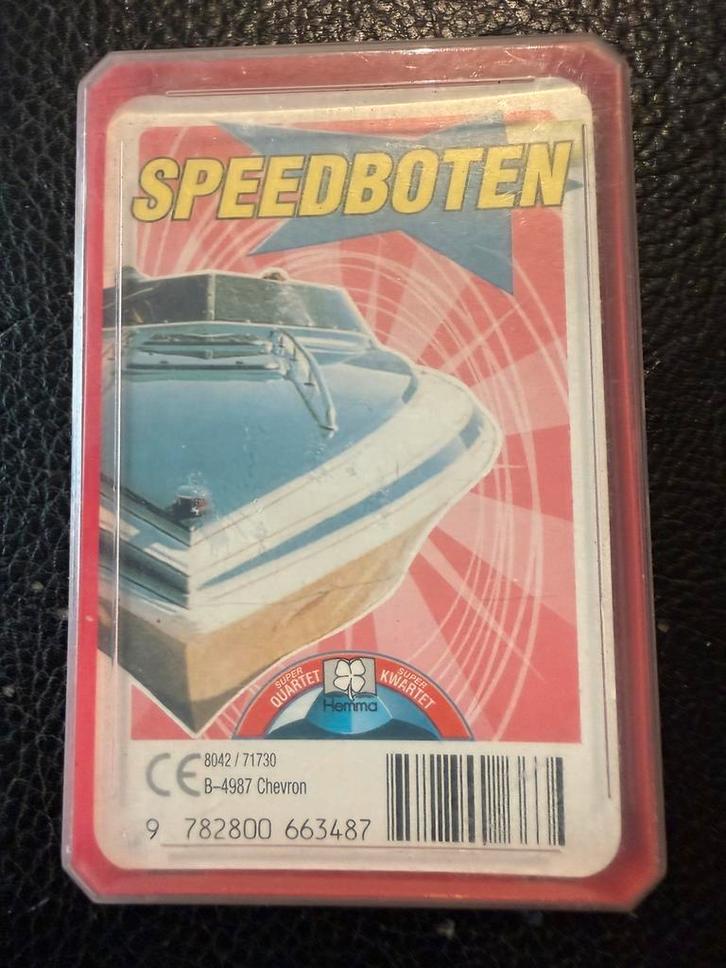 SPEEDBOTEN
SUPER QUARTET
SUPER KWARTET
Hemma
CE 8042 / 71730
B-4987 Chevron
9 782800 663487